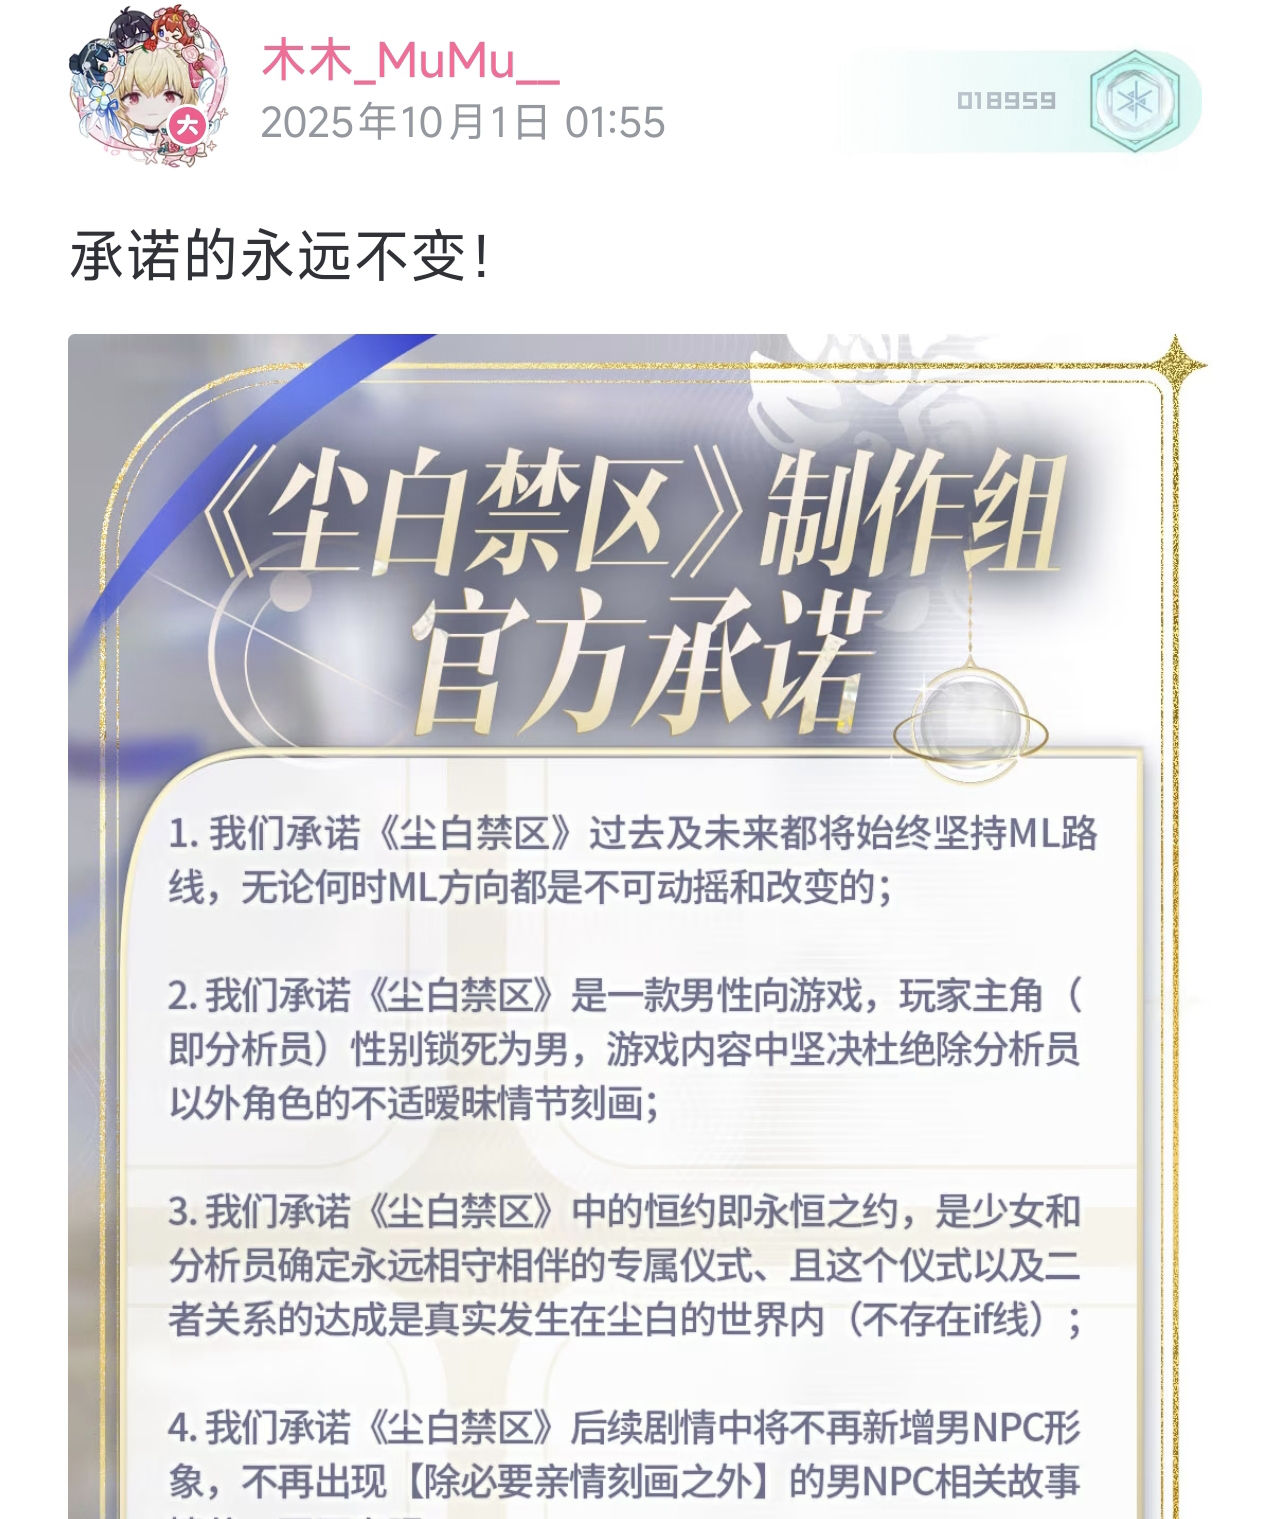 木木_MuMu__
2025年10月1日 01:55
018959
大
承诺的永远不变!
《尘白禁区》制作组
官方承诺
1. 我们承诺《尘白禁区》过去及未来都将始终坚持ML路
线，无论何时ML方向都是不可动摇和改变的；
2. 我们承诺《尘白禁区》是一款男性向游戏，玩家主角（
即分析员）性别锁死为男，游戏内容中坚决杜绝除分析员
以外角色的不适暧昧情节刻画；
3. 我们承诺《尘白禁区》中的恒约即永恒之约，是少女和
分析员确定永远相守相伴的专属仪式、且这个仪式以及二
者关系的达成是真实发生在尘白的世界内（不存在if线）；
4. 我们承诺《尘白禁区》后续剧情中将不再新增男NPC形
象，不再出现【除必要亲情刻画之外】的男NPC相关故事